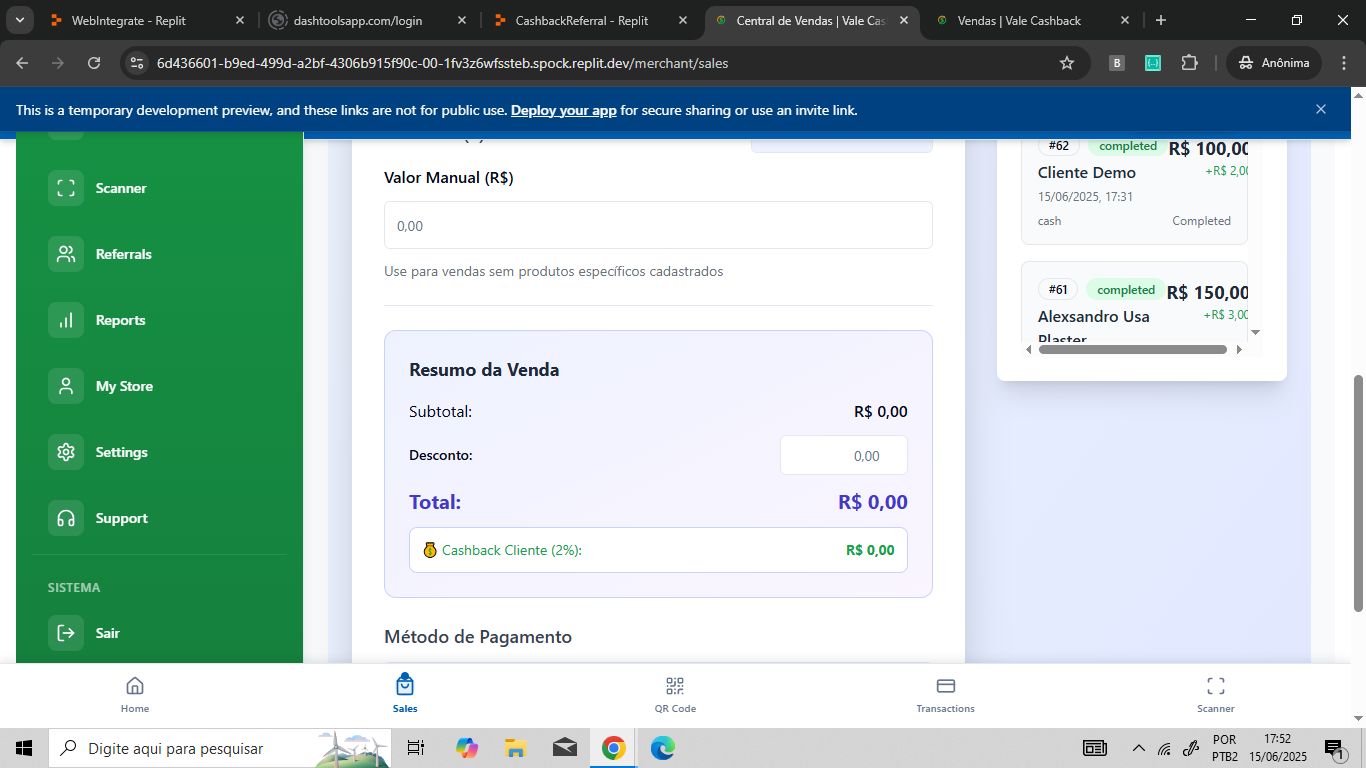 WebIntegrate - Replit
dashtoolsapp.com/login
CashbackReferral - Replit
Central de Vendas | Vale Cas
Vendas | Vale Cashback
6d436601-b9ed-499d-a2bf-4306b915f90c-00-1fv3z6wfssteb.spock.replit.dev/merchant/sales
B
Anônima
This is a temporary development preview, and these links are not for public use. Deploy your app for secure sharing or use an invite link.
Scanner
Referrals
Reports
My Store
Settings
Support
SISTEMA
Sair
Valor Manual (R$)
0,00
Use para vendas sem produtos específicos cadastrados
Resumo da Venda
Subtotal: R$ 0,00
Desconto: 0,00
Total: R$ 0,00
Cashback Cliente (2%): R$ 0,00
Método de Pagamento
#62 completed R$ 100,00
Cliente Demo +R$ 2,00
15/06/2025, 17:31
cash Completed
#61 completed R$ 150,00
Alexsandro Usa +R$ 3,00
Plaster
Home
Sales
QR Code
Transactions
Scanner
Digite aqui para pesquisar
POR
PTB2
17:52
15/06/2025
1